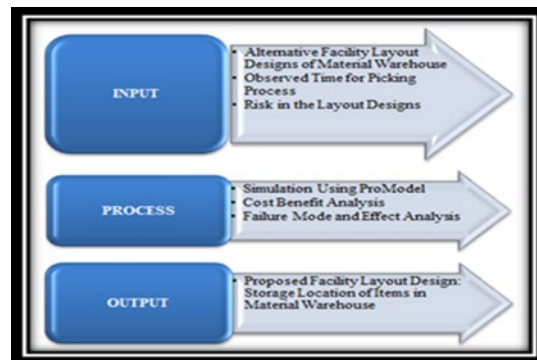 INPUT
• Alternative Facility Layout
Designs of Material Warehouse
• Observed Time for Picking
Process
• Risk in the Layout Designs
PROCESS
• Simulation Using ProModel
• Cost Benefit Analysis
• Failure Mode and Effect Analysis
OUTPUT
• Proposed Facility Layout Design:
Storage Location of Items in
Material Warehouse